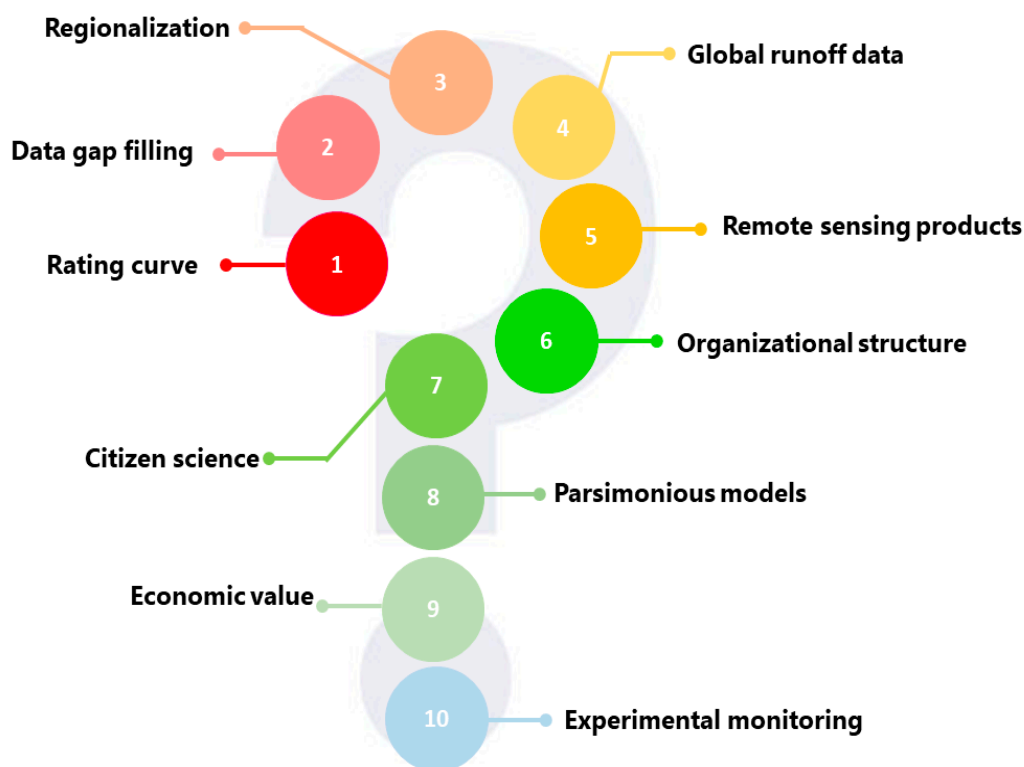 Regionalization
3
Global runoff data
4
2
Data gap filling
5
Remote sensing products
Rating curve
1
6
Organizational structure
7
Citizen science
8
Parsimonious models
Economic value
9
10
Experimental monitoring